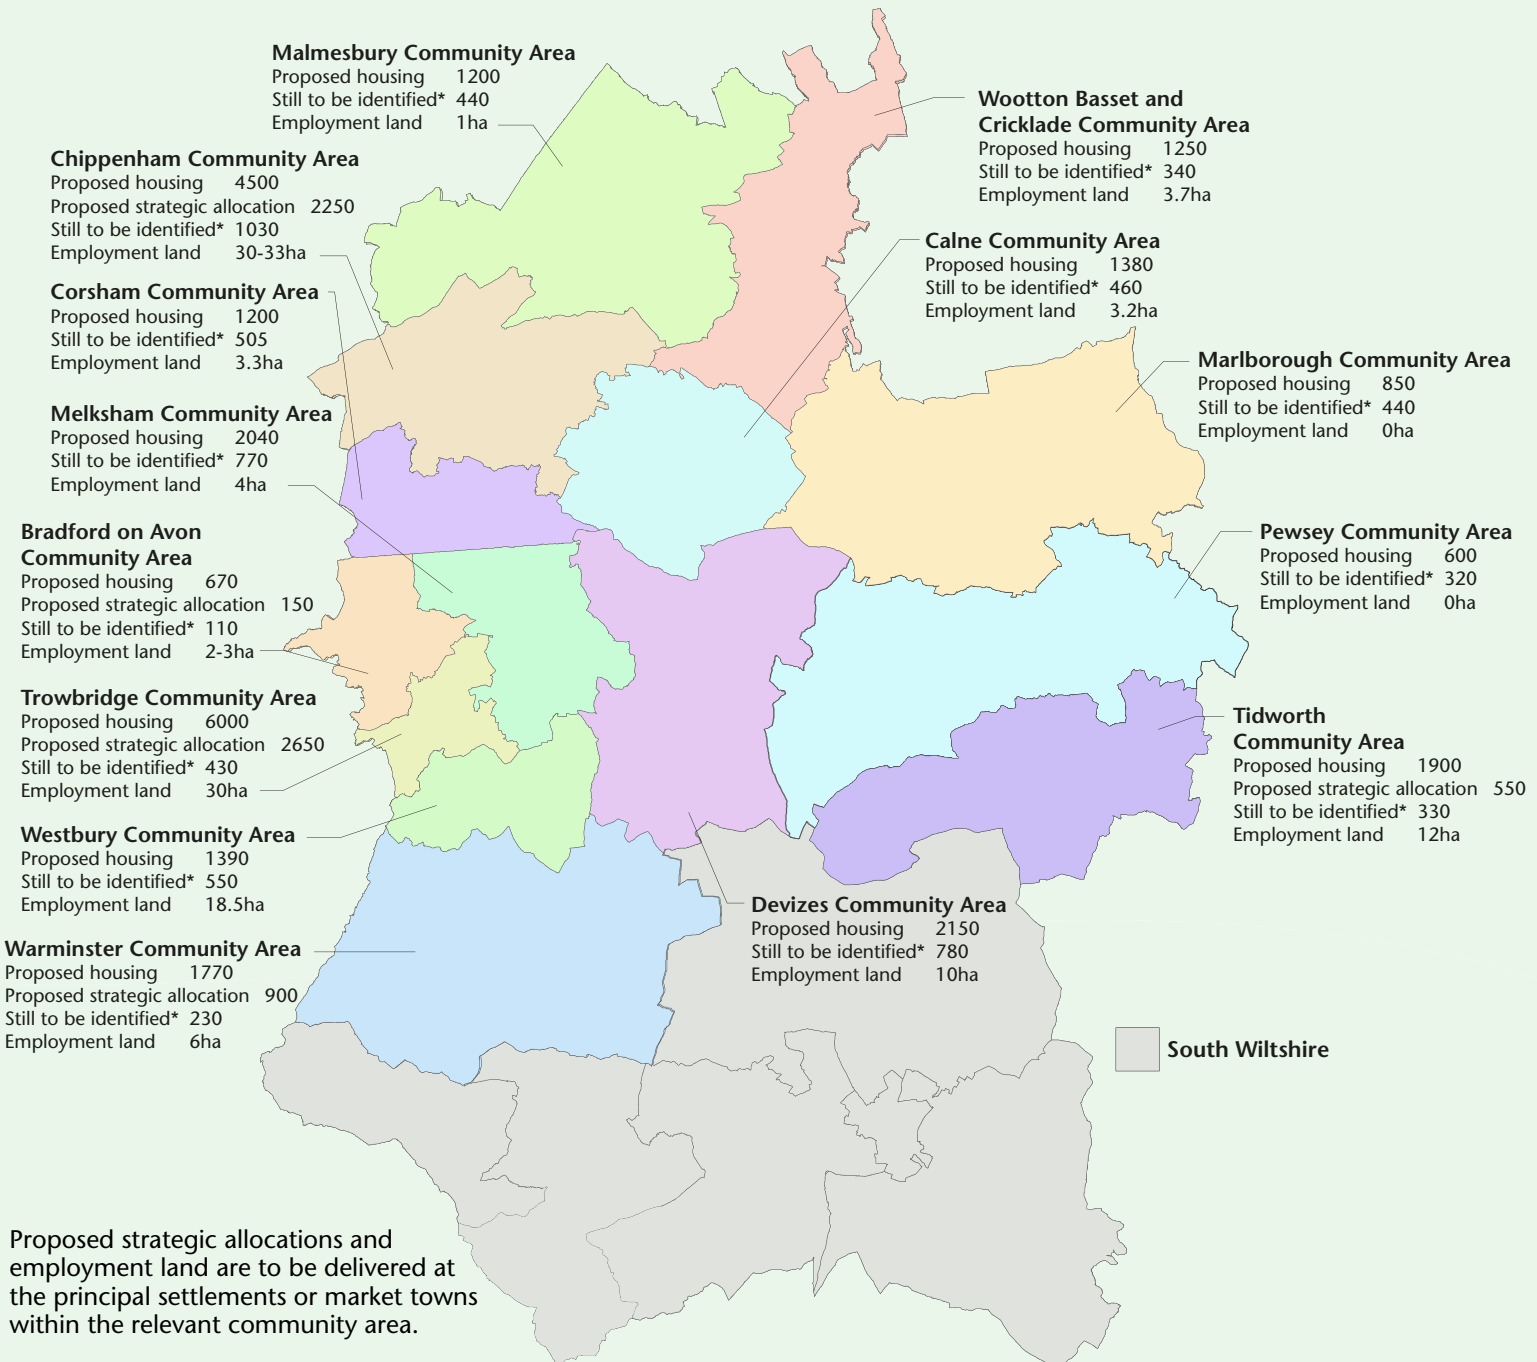 Malmesbury Community Area
Proposed housing 1200
Still to be identified* 440
Employment land 1ha
Wootton Basset and
Cricklade Community Area
Proposed housing 1250
Still to be identified* 340
Employment land 3.7ha
Chippenham Community Area
Proposed housing 4500
Proposed strategic allocation 2250
Still to be identified* 1030
Employment land 30-33ha
Calne Community Area
Proposed housing 1380
Still to be identified* 460
Employment land 3.2ha
Corsham Community Area
Proposed housing 1200
Still to be identified* 505
Employment land 3.3ha
Marlborough Community Area
Proposed housing 850
Still to be identified* 440
Employment land 0ha
Melksham Community Area
Proposed housing 2040
Still to be identified* 770
Employment land 4ha
Bradford on Avon
Community Area
Proposed housing 670
Proposed strategic allocation 150
Still to be identified* 110
Employment land 2-3ha
Pewsey Community Area
Proposed housing 600
Still to be identified* 320
Employment land 0ha
Trowbridge Community Area
Proposed housing 6000
Proposed strategic allocation 2650
Still to be identified* 430
Employment land 30ha
Tidworth
Community Area
Proposed housing 1900
Proposed strategic allocation 550
Still to be identified* 330
Employment land 12ha
Westbury Community Area
Proposed housing 1390
Still to be identified* 550
Employment land 18.5ha
Devizes Community Area
Proposed housing 2150
Still to be identified* 780
Employment land 10ha
Warminster Community Area
Proposed housing 1770
Proposed strategic allocation 900
Still to be identified* 230
Employment land 6ha
South Wiltshire
Proposed strategic allocations and
employment land are to be delivered at
the principal settlements or market towns
within the relevant community area.